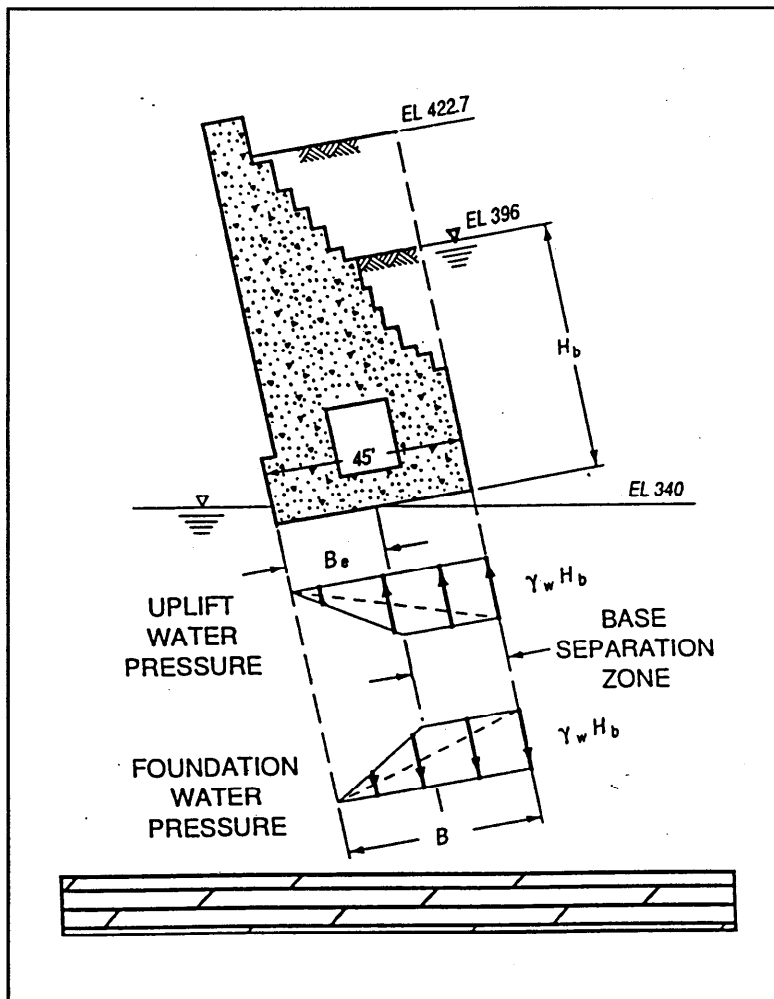 EL 422.7
EL 396
H_b
45'
EL 340
B_e
UPLIFT
WATER
PRESSURE
γ_w H_b
BASE
SEPARATION
ZONE
FOUNDATION
WATER
PRESSURE
γ_w H_b
B